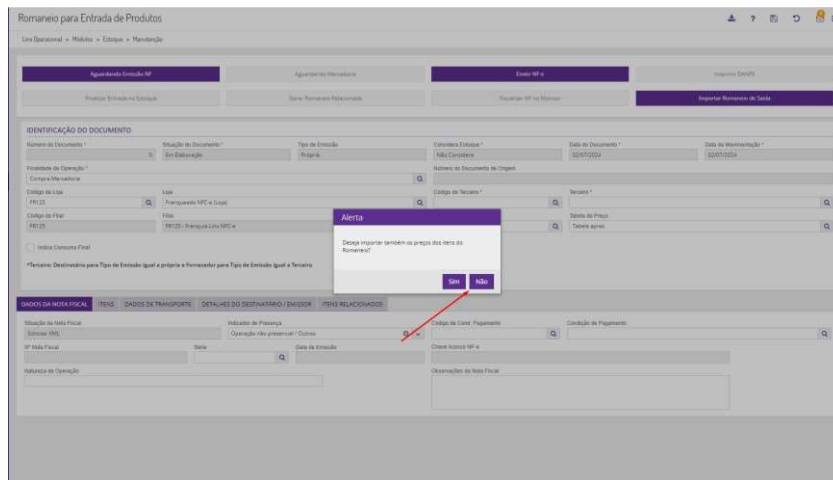 Romaneio para Entrada de Produtos
Linx Operacional » Módulos » Estoque » Manutenção
Aguardando Emissão NF
Aguardando Mercadoria
Envio NF-e
Imprimir DANFE
Finalizar Entrada no Estoque
Gerar Romaneio Relacionado
Visualizar NF no Monitor
Importar Romaneio de Saída
IDENTIFICAÇÃO DO DOCUMENTO
Número do Documento *
Situação do Documento *
Tipo de Emissão
Considera Estoque *
Data do Documento *
Data da Movimentação *
0
Em Elaboração
Própria
Não Considera
02/07/2024
02/07/2024
Finalidade da Operação *
Número do Documento de Origem
Compra Mercadoria
Código da Loja
Loja
Código do Terceiro *
Terceiro *
FR125
Franqueado NFC-e (Loja)
Código da Filial
Filial
Tabela de Preço
FR125
FR125 - Franquia Linx NFC-e
Indica Consumo Final
*Terceiro: Destinatário para Tipo de Emissão igual a própria e Fornecedor para Tipo de Emissão igual a Terceiro
Alerta
Deseja importar também os preços dos itens do
Romaneio?
Sim
Não
DADOS DA NOTA FISCAL
ITENS
DADOS DE TRANSPORTE
DETALHES DO DESTINATÁRIO / EMISSOR
ITENS RELACIONADOS
Situação da Nota Fiscal
Indicador de Presença
Código da Cond. Pagamento
Condição de Pagamento
Operação não presencial / Outros
Nº Nota Fiscal
Série
Data de Emissão
Chave Acesso NF-e
Natureza de Operação
Observações da Nota Fiscal